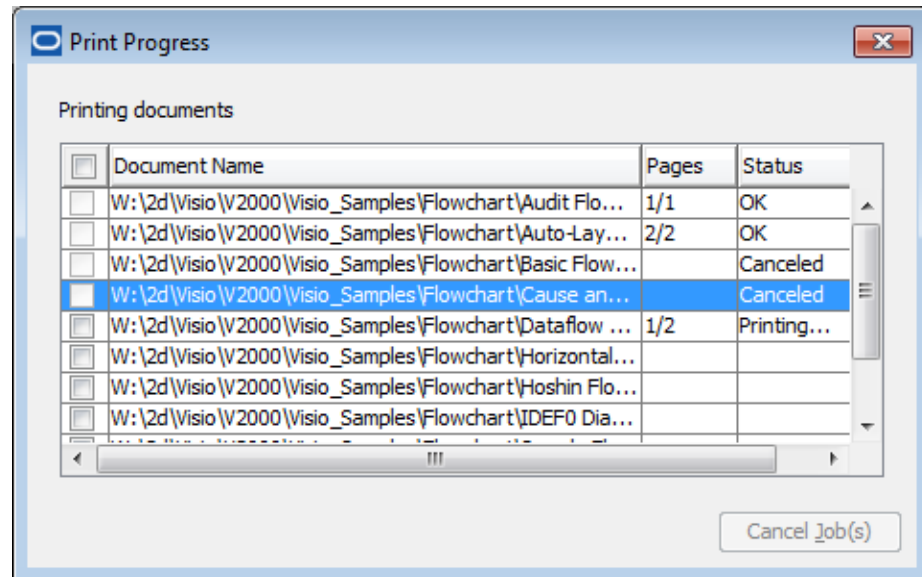 Print Progress
Printing documents
Document Name Pages Status
W:\2d\Visio\V2000\Visio_Samples\Flowchart\Audit Flo... 1/1 OK
W:\2d\Visio\V2000\Visio_Samples\Flowchart\Auto-Lay... 2/2 OK
W:\2d\Visio\V2000\Visio_Samples\Flowchart\Basic Flow... Canceled
W:\2d\Visio\V2000\Visio_Samples\Flowchart\Cause an... Canceled
W:\2d\Visio\V2000\Visio_Samples\Flowchart\Dataflow ... 1/2 Printing...
W:\2d\Visio\V2000\Visio_Samples\Flowchart\Horizontal...
W:\2d\Visio\V2000\Visio_Samples\Flowchart\Hoshin Flo...
W:\2d\Visio\V2000\Visio_Samples\Flowchart\IDEF0 Dia...
Cancel Job(s)